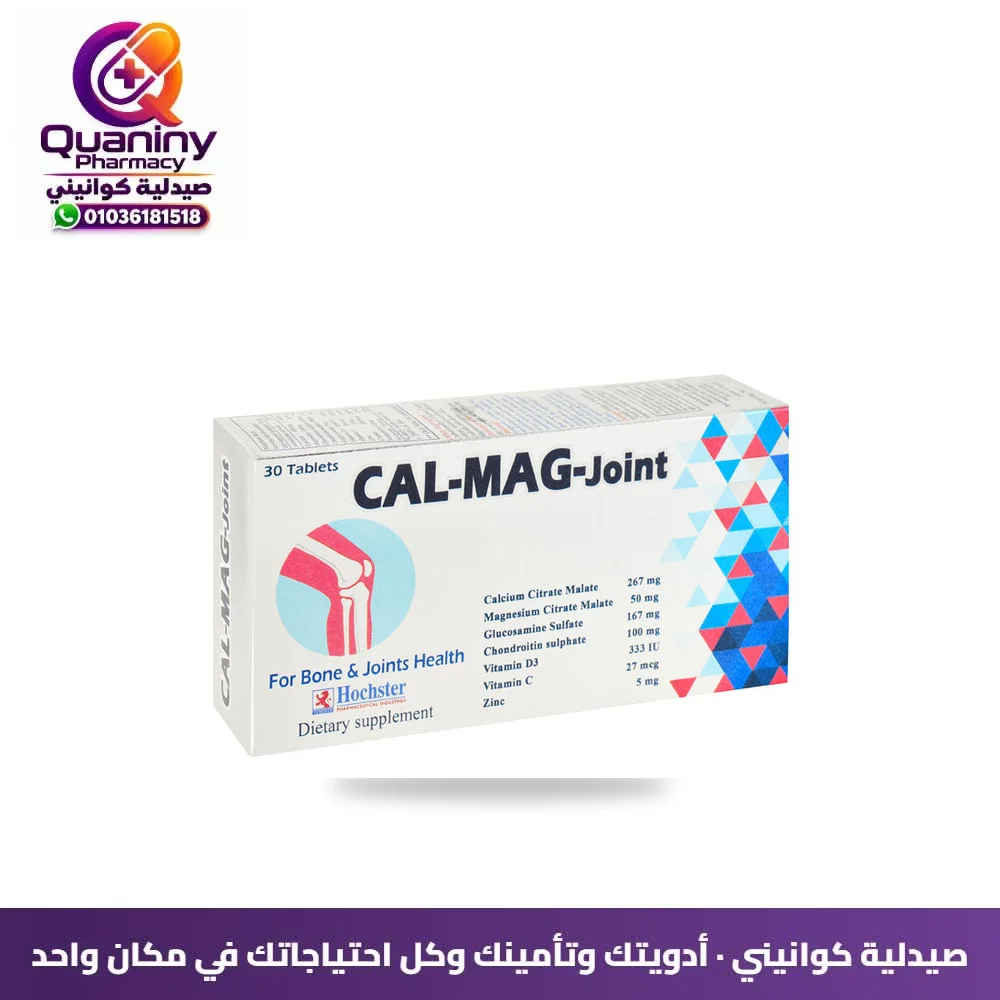 Quaniny
Pharmacy
صيدلية كوانيني
01036181518
30 Tablets
CAL-MAG-Joint
CAL-MAG-Joint
Calcium Citrate Malate 267 mg
Magnesium Citrate Malate 50 mg
Glucosamine Sulfate 167 mg
Chondroitin sulphate 100 mg
Vitamin D3 333 IU
Vitamin C 27 mcg
Zinc 5 mg
For Bone & Joints Health
Hochster
PHARMACEUTICAL INDUSTRIES
Dietary supplement
صيدلية كوانيني · أدويتك وتأمينك وكل احتياجاتك في مكان واحد